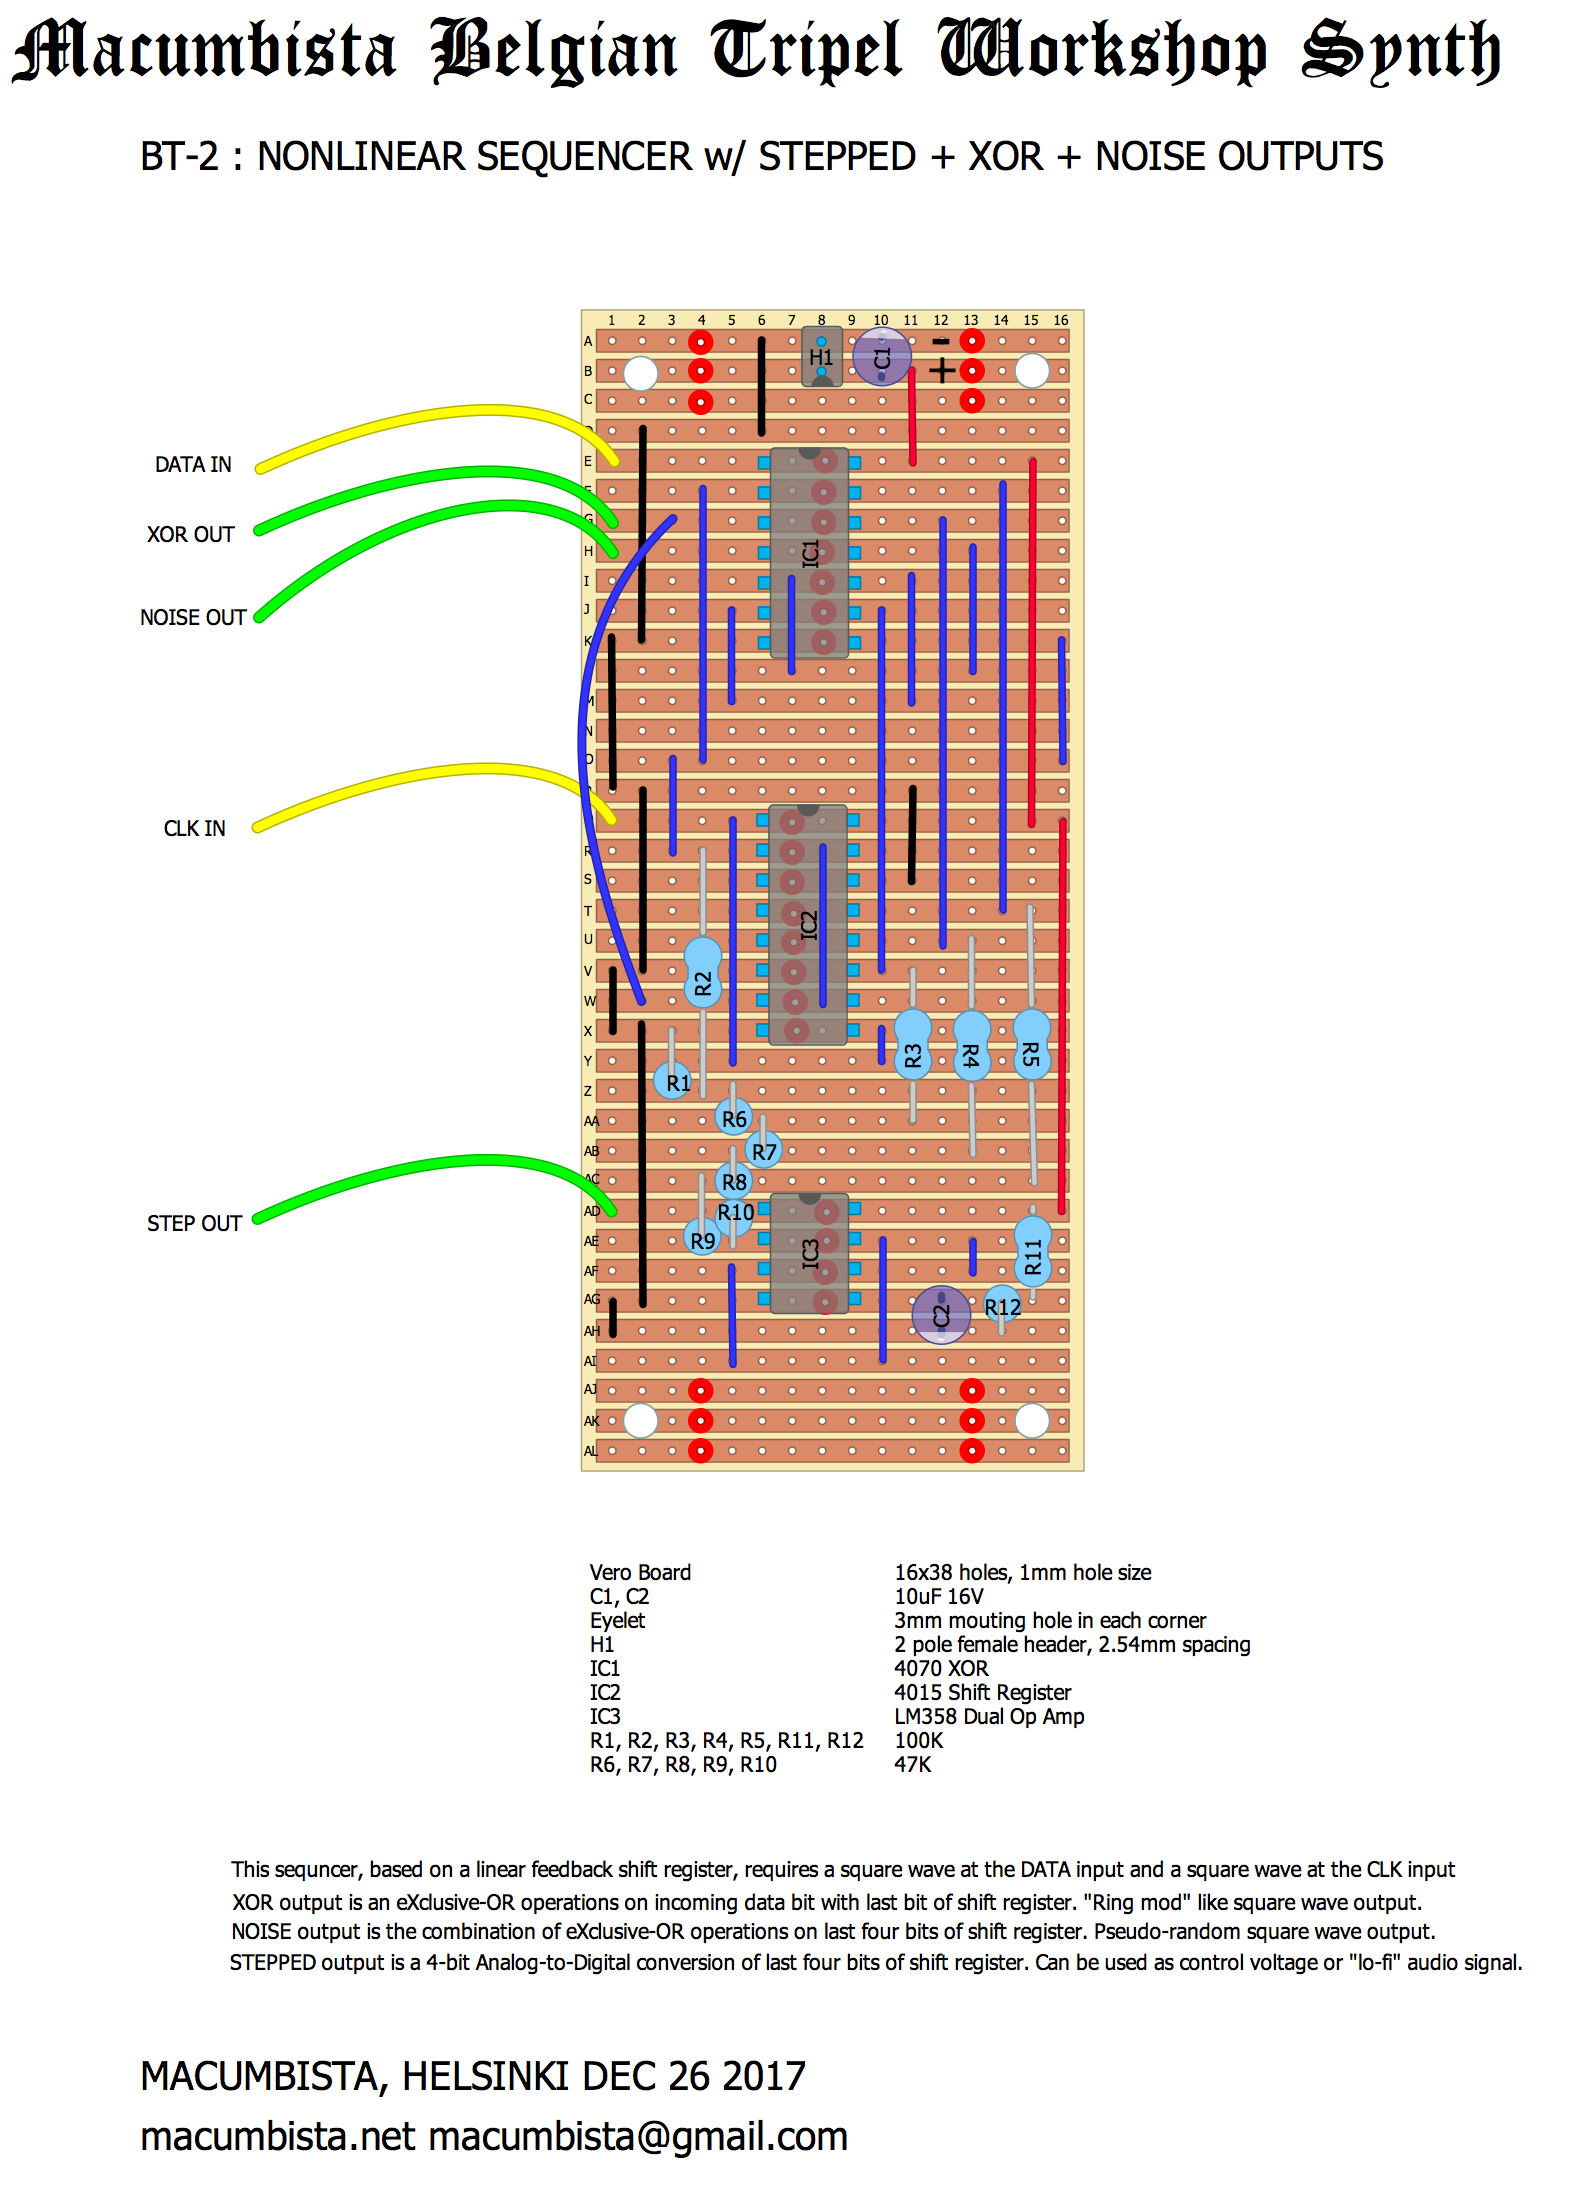 Macumbista Belgian Tripel Workshop Synth
BT-2 : NONLINEAR SEQUENCER w/ STEPPED + XOR + NOISE OUTPUTS
1 2 3 4 5 6 7 8 9 10 11 12 13 14 15 16
A
H1
C1
-
B
+
C
DATA IN
E
XOR OUT
G
H
IC1
I
NOISE OUT
J
K
M
N
O
CLK IN
R
S
T
IC2
U
V
R2
W
X
R3
R4
R5
Y
R1
Z
R6
AA
AB
R7
AC
R8
AD
R10
STEP OUT
AE
R9
IC3
R11
AF
AG
C2
R12
AH
AI
AJ
AK
AL
Vero Board 16x38 holes, 1mm hole size
C1, C2 10uF 16V
Eyelet 3mm mouting hole in each corner
H1 2 pole female header, 2.54mm spacing
IC1 4070 XOR
IC2 4015 Shift Register
IC3 LM358 Dual Op Amp
R1, R2, R3, R4, R5, R11, R12 100K
R6, R7, R8, R9, R10 47K
This sequncer, based on a linear feedback shift register, requires a square wave at the DATA input and a square wave at the CLK input
XOR output is an eXclusive-OR operations on incoming data bit with last bit of shift register. "Ring mod" like square wave output.
NOISE output is the combination of eXclusive-OR operations on last four bits of shift register. Pseudo-random square wave output.
STEPPED output is a 4-bit Analog-to-Digital conversion of last four bits of shift register. Can be used as control voltage or "lo-fi" audio signal.
MACUMBISTA, HELSINKI DEC 26 2017
macumbista.net macumbista@gmail.com